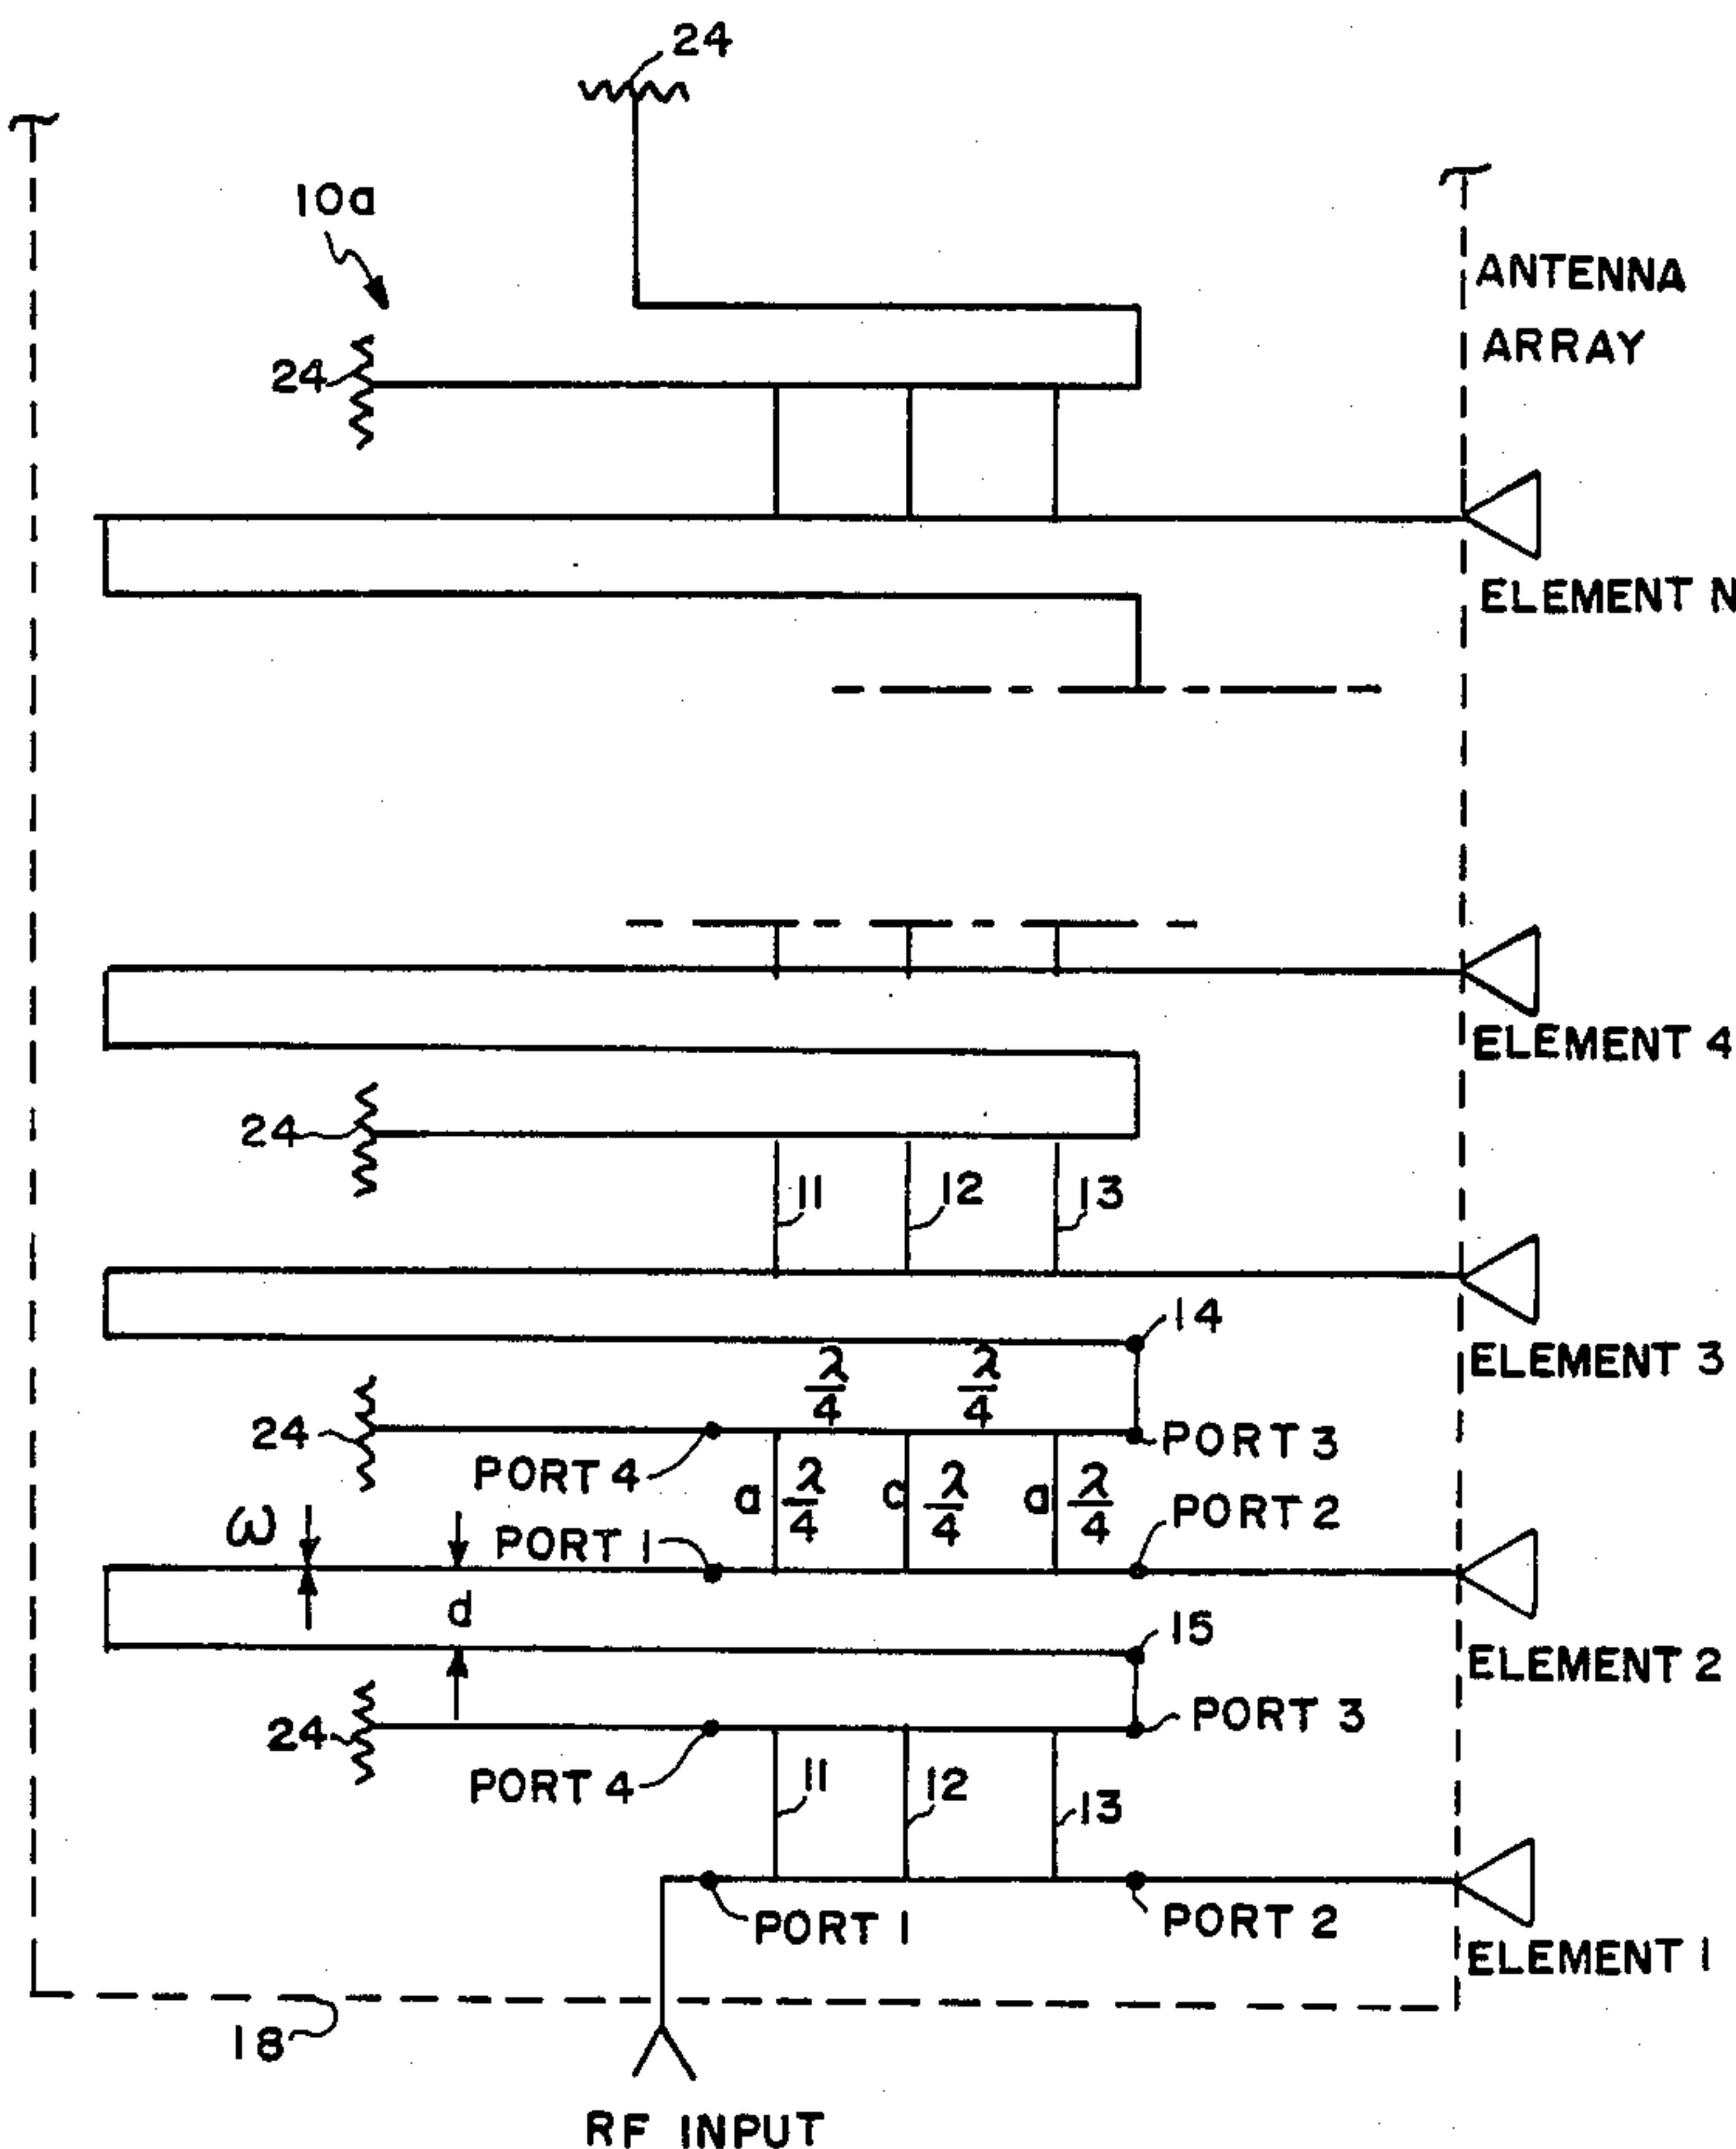 24
10a
ANTENNA
ARRAY
24
ELEMENT N
ELEMENT 4
24
11
12
13
14
ELEMENT 3
λ/4
λ/4
24
PORT 4
PORT 3
a λ/4
c λ/4
a λ/4
PORT 2
ω
PORT 1
d
15
ELEMENT 2
24
PORT 3
PORT 4
11
12
13
PORT 1
PORT 2
ELEMENT 1
18
RF INPUT